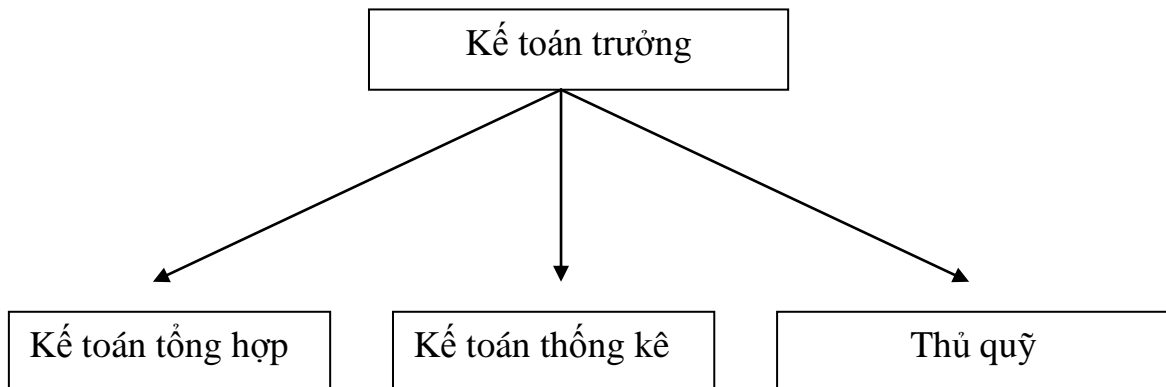 Kế toán trưởng
Kế toán tổng hợp
Kế toán thống kê
Thủ quỹ